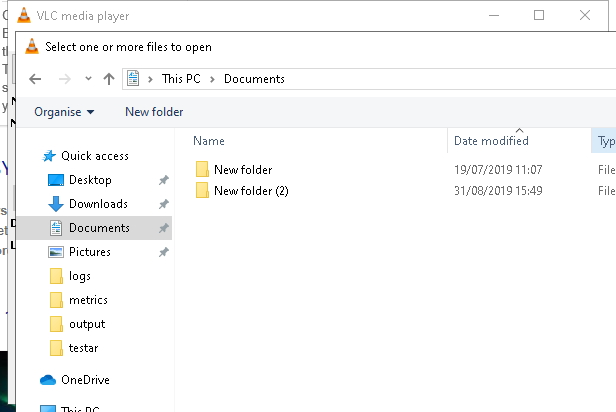 VLC media player
Select one or more files to open
This PC > Documents
Organise New folder
Name Date modified Typ
Quick access
New folder 19/07/2019 11:07 File
Desktop
New folder (2) 31/08/2019 15:49 File
Downloads
Documents
Pictures
logs
metrics
output
testar
OneDrive
This PC